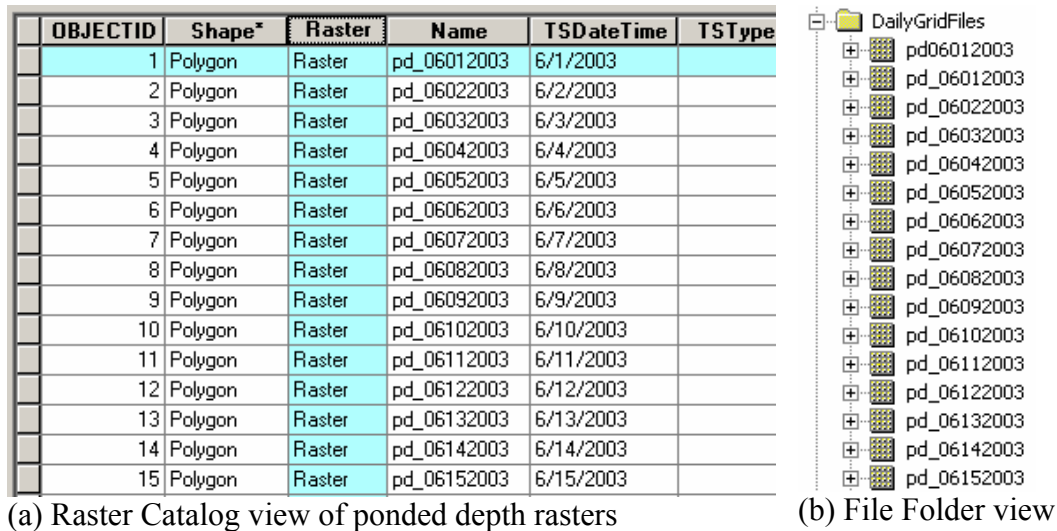 OBJECTID Shape* Raster Name TSDateTime TSType
1 Polygon Raster pd_06012003 6/1/2003
2 Polygon Raster pd_06022003 6/2/2003
3 Polygon Raster pd_06032003 6/3/2003
4 Polygon Raster pd_06042003 6/4/2003
5 Polygon Raster pd_06052003 6/5/2003
6 Polygon Raster pd_06062003 6/6/2003
7 Polygon Raster pd_06072003 6/7/2003
8 Polygon Raster pd_06082003 6/8/2003
9 Polygon Raster pd_06092003 6/9/2003
10 Polygon Raster pd_06102003 6/10/2003
11 Polygon Raster pd_06112003 6/11/2003
12 Polygon Raster pd_06122003 6/12/2003
13 Polygon Raster pd_06132003 6/13/2003
14 Polygon Raster pd_06142003 6/14/2003
15 Polygon Raster pd_06152003 6/15/2003
(a) Raster Catalog view of ponded depth rasters
DailyGridFiles
pd06012003
pd_06012003
pd_06022003
pd_06032003
pd_06042003
pd_06052003
pd_06062003
pd_06072003
pd_06082003
pd_06092003
pd_06102003
pd_06112003
pd_06122003
pd_06132003
pd_06142003
pd_06152003
(b) File Folder view